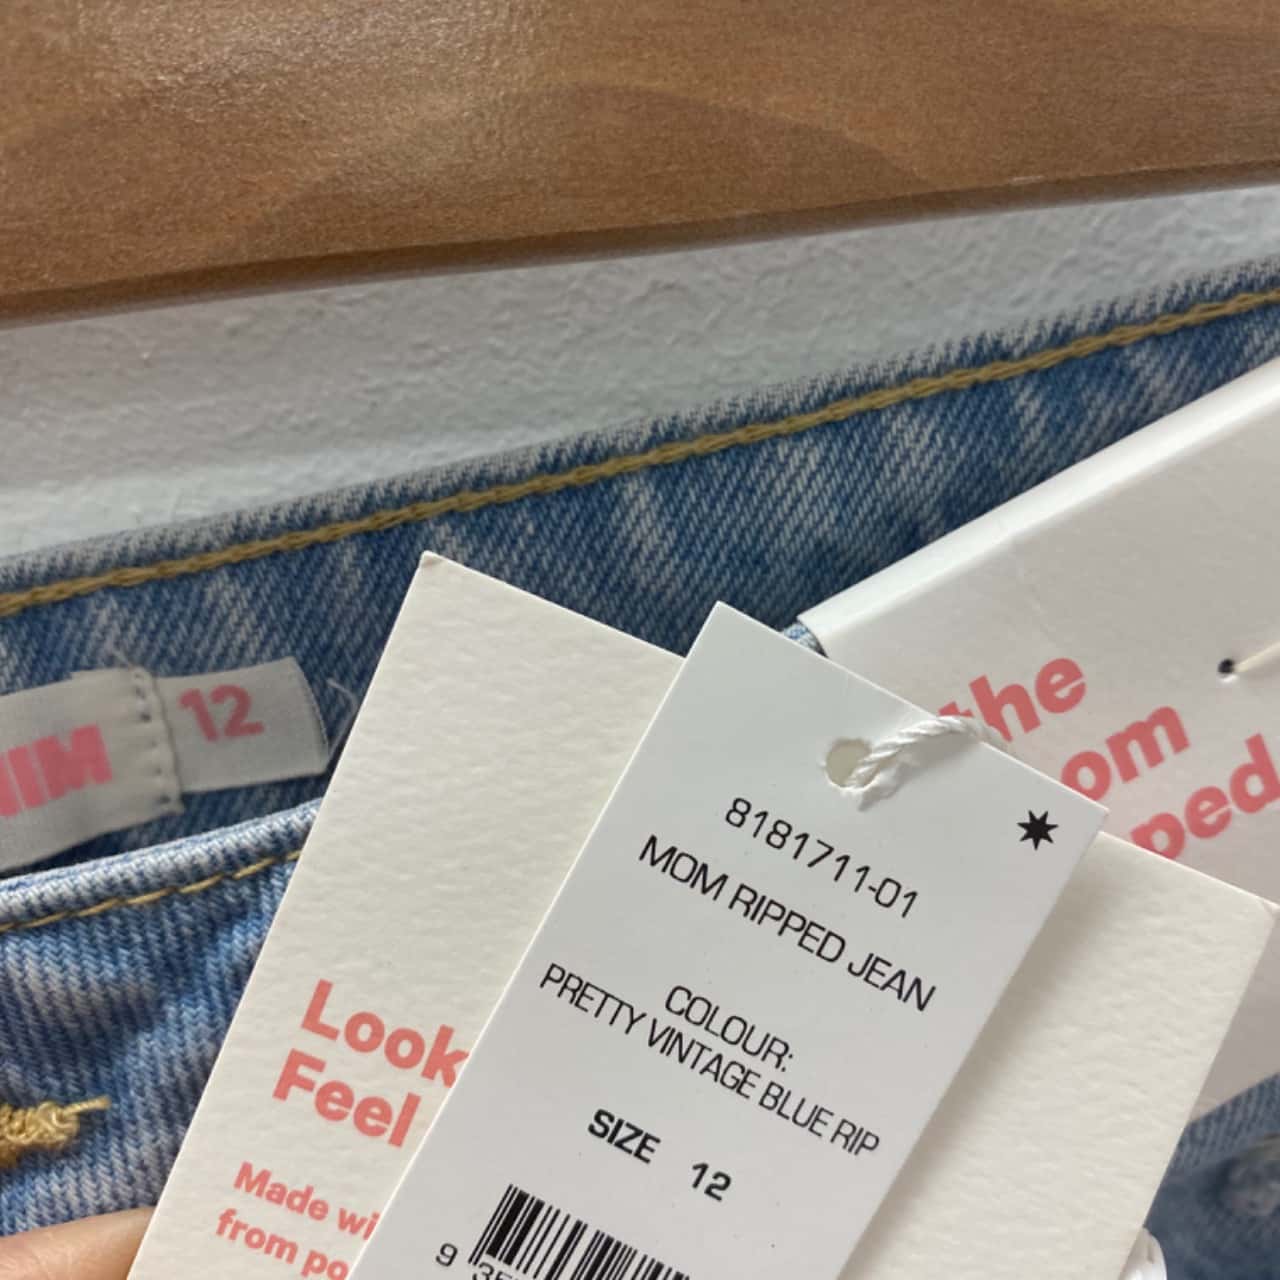 12
the
om
ped
8181711-01
MOM RIPPED JEAN
COLOUR:
PRETTY VINTAGE BLUE RIP
SIZE 12
Look
Feel
Made wi
from po
9